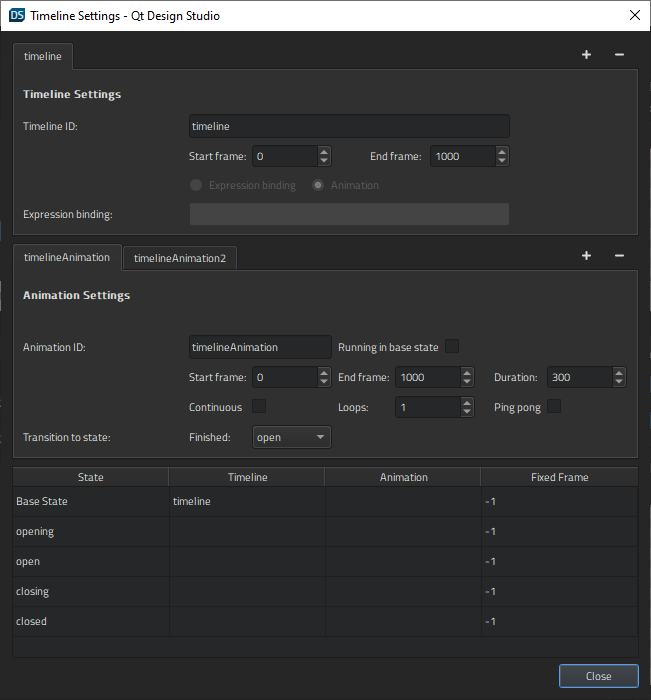 DS Timeline Settings - Qt Design Studio
timeline
Timeline Settings
Timeline ID: timeline
Start frame: 0 End frame: 1000
Expression binding Animation
Expression binding:
timelineAnimation timelineAnimation2
Animation Settings
Animation ID: timelineAnimation Running in base state
Start frame: 0 End frame: 1000 Duration: 300
Continuous Loops: 1 Ping pong
Transition to state: Finished: open
State Timeline Animation Fixed Frame
Base State timeline -1
opening -1
open -1
closing -1
closed -1
Close